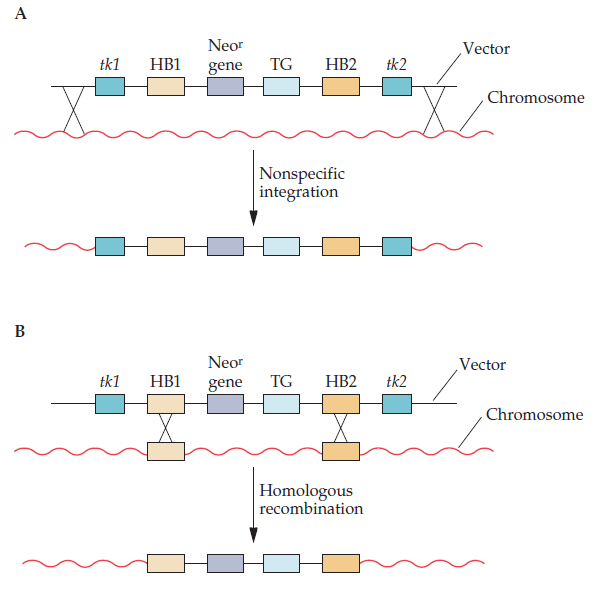 A
Neoʳ
tk1 HB1 gene TG HB2 tk2
Vector
Chromosome
Nonspecific
integration
B
Neoʳ
tk1 HB1 gene TG HB2 tk2
Vector
Chromosome
Homologous
recombination